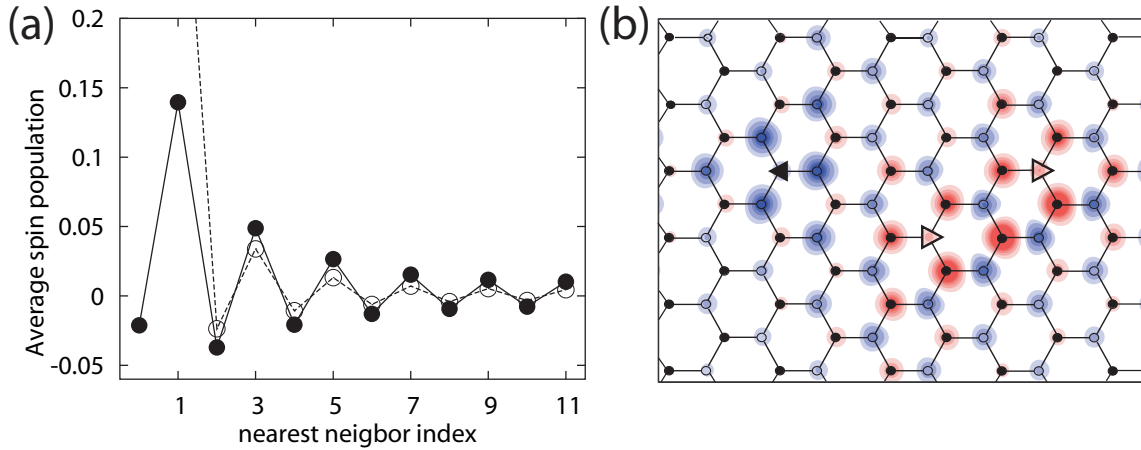 (a)
0.2
0.15
0.1
0.05
0
-0.05
Average spin population
1 3 5 7 9 11
nearest neigbor index
(b)